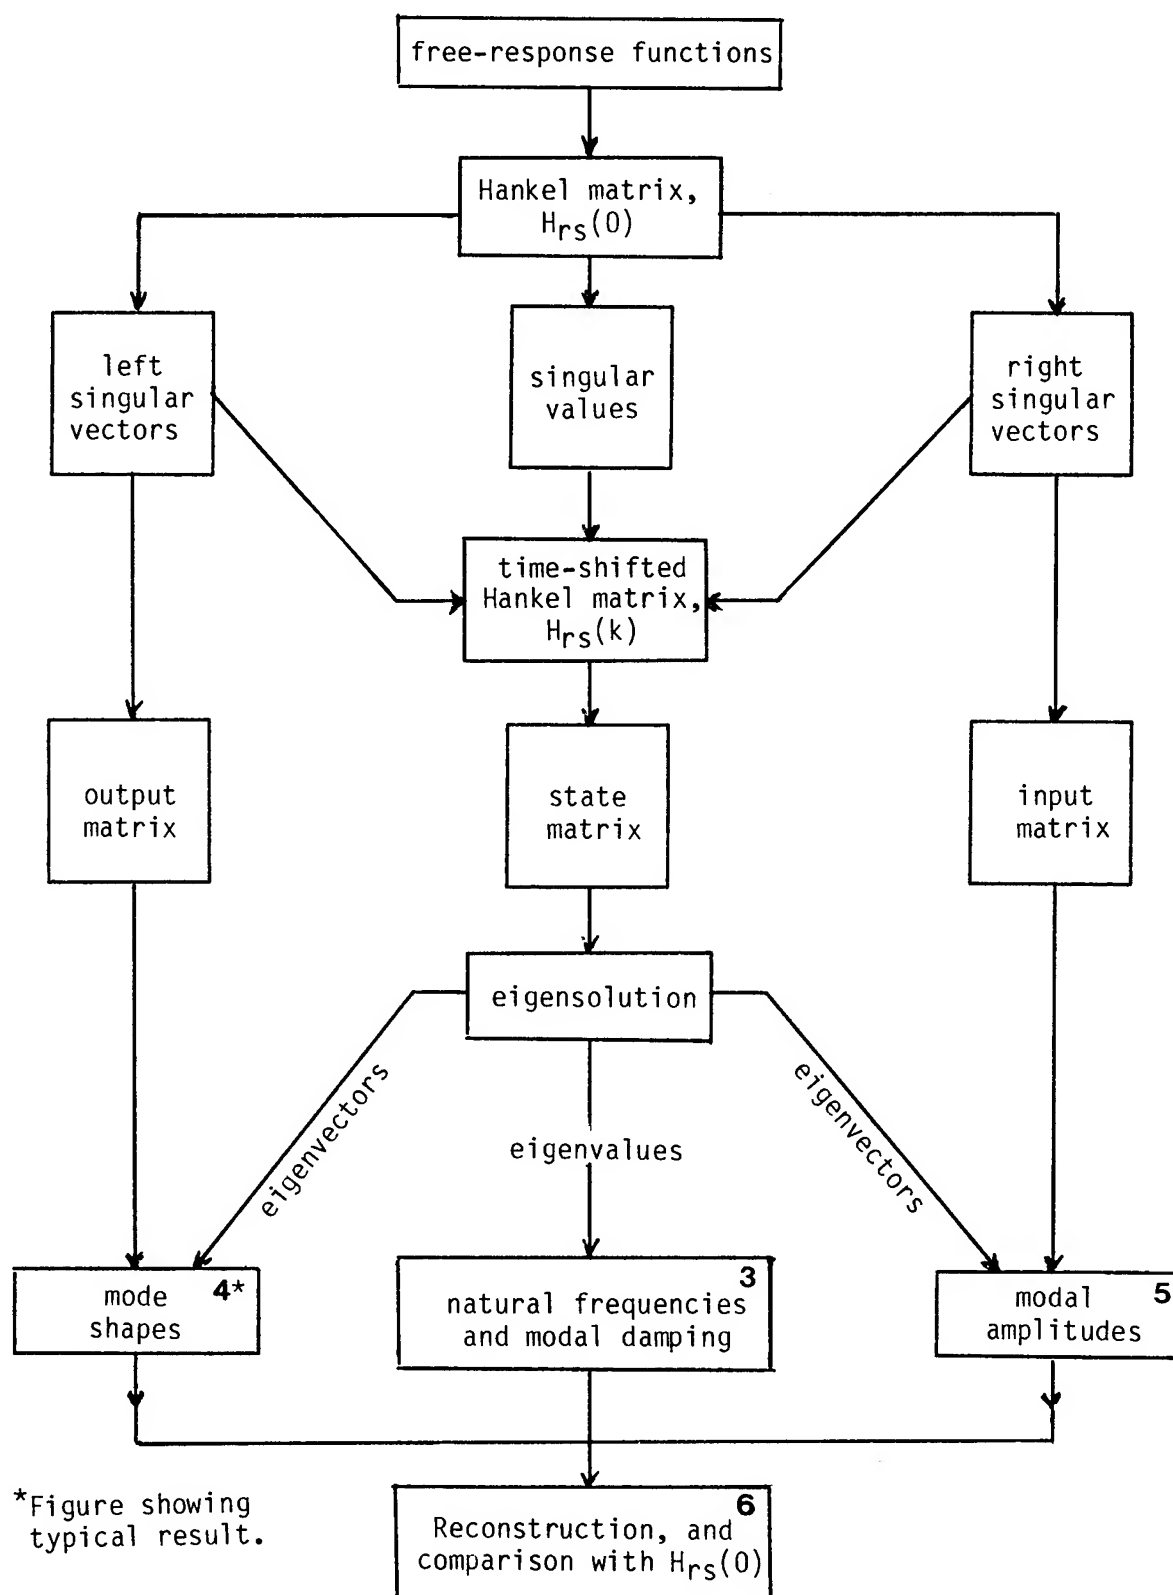 free-response functions
Hankel matrix,
Hrs(0)
left
singular
vectors
singular
values
right
singular
vectors
time-shifted
Hankel matrix,
Hrs(k)
output
matrix
state
matrix
input
matrix
eigensolution
eigenvectors
eigenvalues
eigenvectors
4*
mode
shapes
3
natural frequencies
and modal damping
5
modal
amplitudes
*Figure showing
typical result.
6
Reconstruction, and
comparison with Hrs(0)